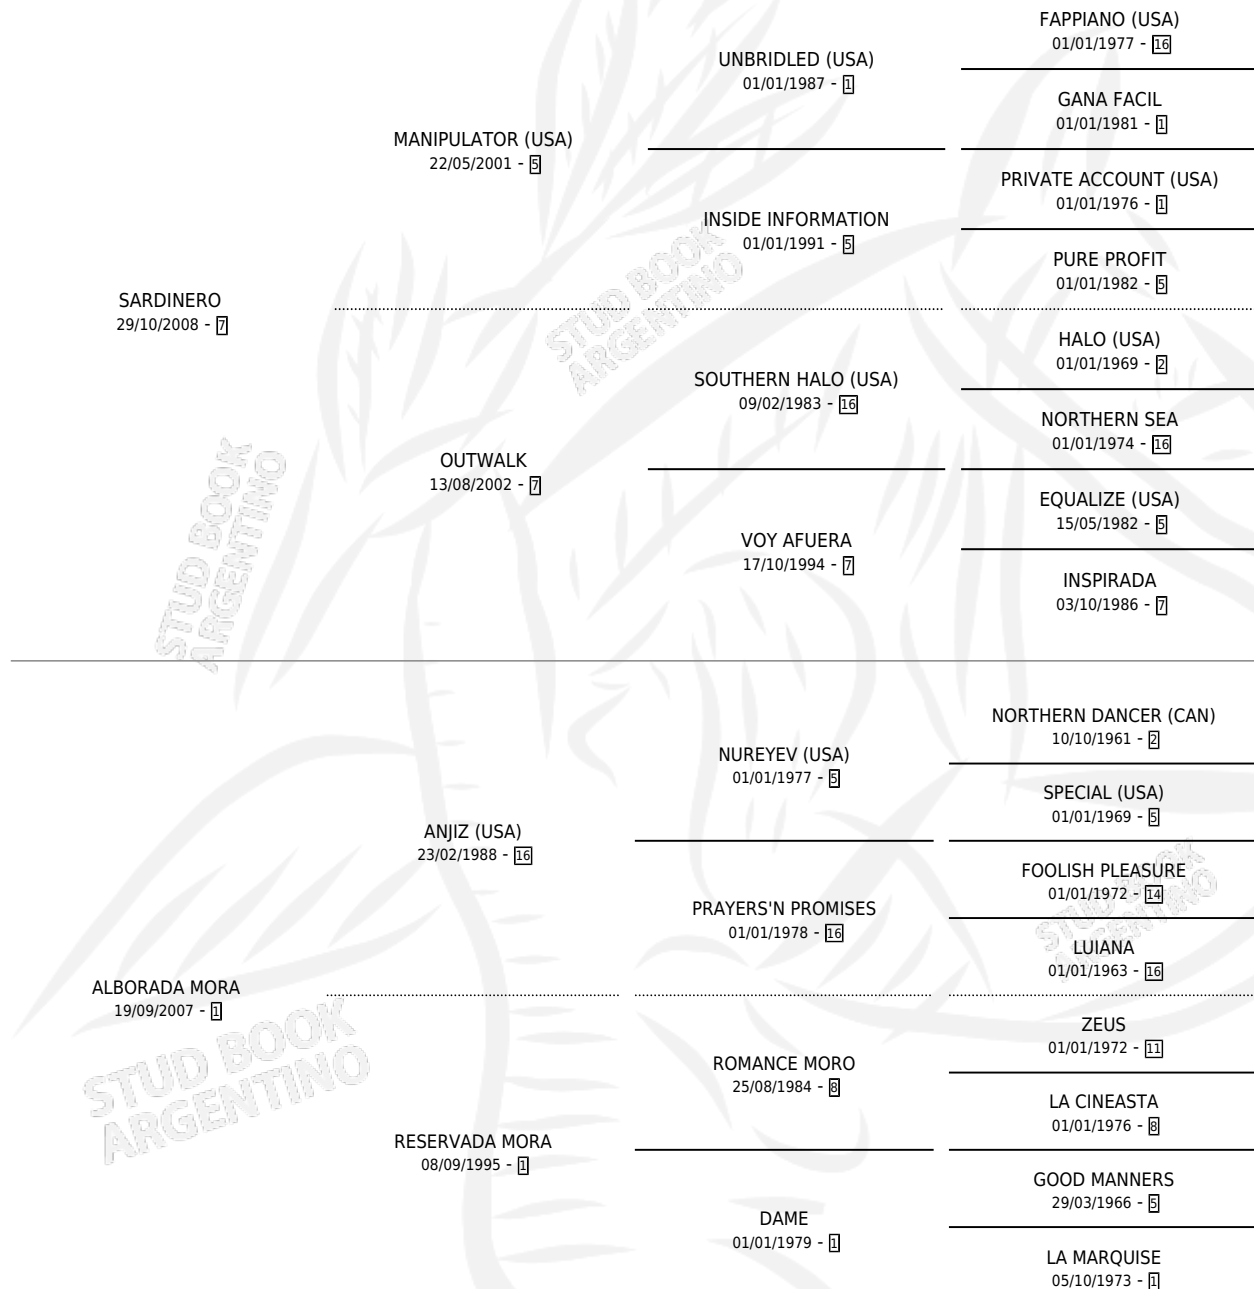 FAPPIANO (USA)
01/01/1977 - 16
UNBRIDLED (USA)
01/01/1987 - 1
GANA FACIL
01/01/1981 - 1
MANIPULATOR (USA)
22/05/2001 - 5
PRIVATE ACCOUNT (USA)
01/01/1976 - 1
INSIDE INFORMATION
01/01/1991 - 5
PURE PROFIT
01/01/1982 - 5
SARDINERO
29/10/2008 - 7
HALO (USA)
01/01/1969 - 2
SOUTHERN HALO (USA)
09/02/1983 - 16
NORTHERN SEA
01/01/1974 - 16
OUTWALK
13/08/2002 - 7
EQUALIZE (USA)
15/05/1982 - 5
VOY AFUERA
17/10/1994 - 7
INSPIRADA
03/10/1986 - 7
NORTHERN DANCER (CAN)
10/10/1961 - 2
NUREYEV (USA)
01/01/1977 - 5
SPECIAL (USA)
01/01/1969 - 5
ANJIZ (USA)
23/02/1988 - 16
FOOLISH PLEASURE
01/01/1972 - 14
PRAYERS'N PROMISES
01/01/1978 - 16
LUIANA
01/01/1963 - 16
ALBORADA MORA
19/09/2007 - 1
ZEUS
01/01/1972 - 11
ROMANCE MORO
25/08/1984 - 8
LA CINEASTA
01/01/1976 - 8
RESERVADA MORA
08/09/1995 - 1
GOOD MANNERS
29/03/1966 - 5
DAME
01/01/1979 - 1
LA MARQUISE
05/10/1973 - 1
STUD BOOK
ARGENTINO
STUD BOOK
ARGENTINO
STUD BOOK
ARGENTINO
STUD BOOK
ARGENTINO